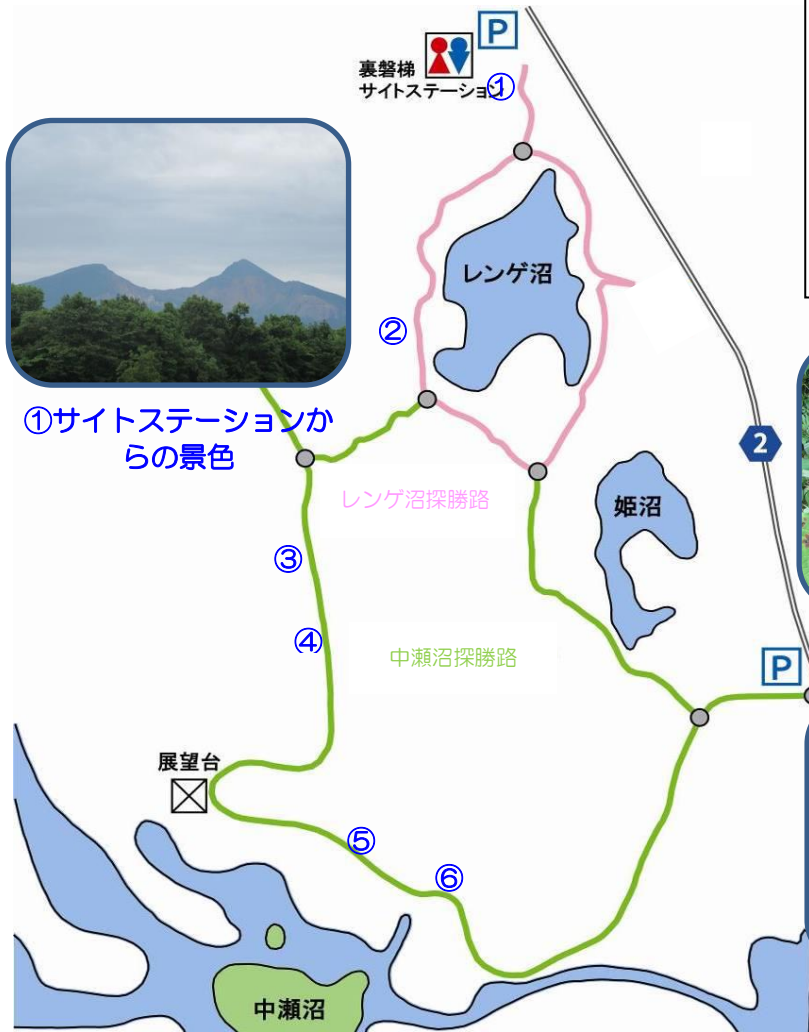 P
裏磐梯
サイトステーション
①
レンゲ沼
②
①サイトステーションか
らの景色
2
レンゲ沼探勝路
姫沼
③
④
中瀬沼探勝路
P
展望台
⑤
⑥
中瀬沼